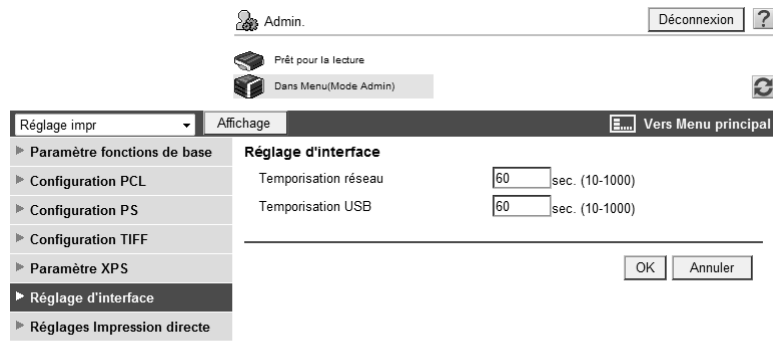 Admin.
Déconnexion
?
Prêt pour la lecture
Dans Menu(Mode Admin)
Réglage impr
Affichage
Vers Menu principal
Paramètre fonctions de base
Configuration PCL
Configuration PS
Configuration TIFF
Paramètre XPS
Réglage d'interface
Réglages Impression directe
Réglage d'interface
Temporisation réseau
60 sec. (10-1000)
Temporisation USB
60 sec. (10-1000)
OK
Annuler